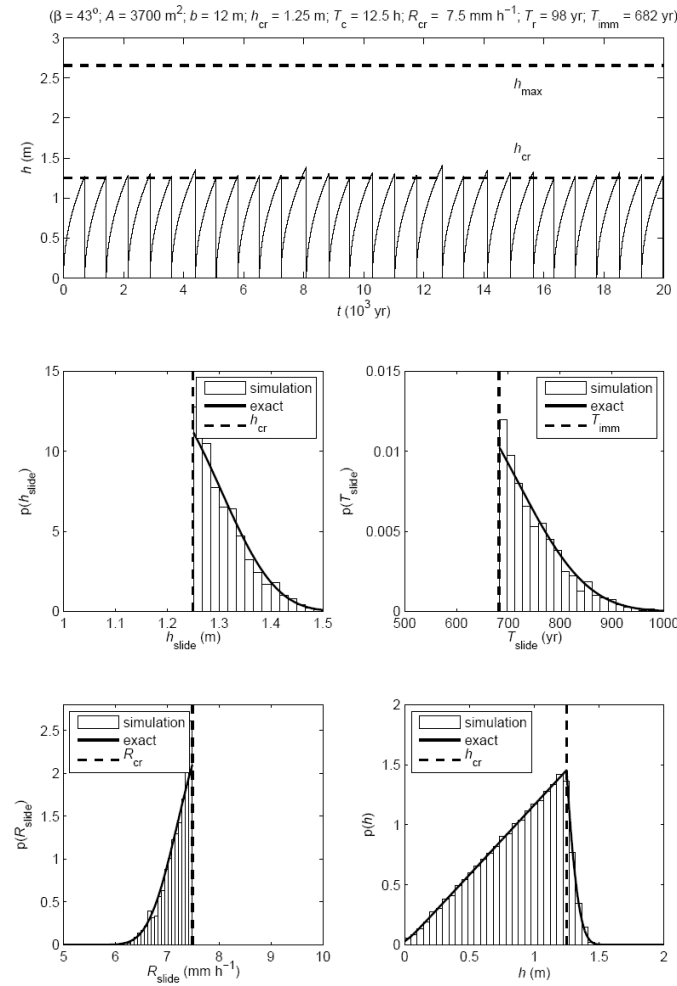 (β = 43°; A = 3700 m²; b = 12 m; h_cr = 1.25 m; T_c = 12.5 h; R_cr = 7.5 mm h⁻¹; T_r = 98 yr; T_imm = 682 yr)
3
2.5
2
1.5
1
0.5
0
h (m)
h_max
h_cr
0 2 4 6 8 10 12 14 16 18 20
t (10³ yr)
15
10
5
0
p(h_slide)
simulation
exact
h_cr
1 1.1 1.2 1.3 1.4 1.5
h_slide (m)
0.015
0.01
0.005
0
p(T_slide)
simulation
exact
T_imm
500 600 700 800 900 1000
T_slide (yr)
2.5
2
1.5
1
0.5
0
p(R_slide)
simulation
exact
R_cr
5 6 7 8 9 10
R_slide (mm h⁻¹)
2
1.5
1
0.5
0
p(h)
simulation
exact
h_cr
0 0.5 1 1.5 2
h (m)